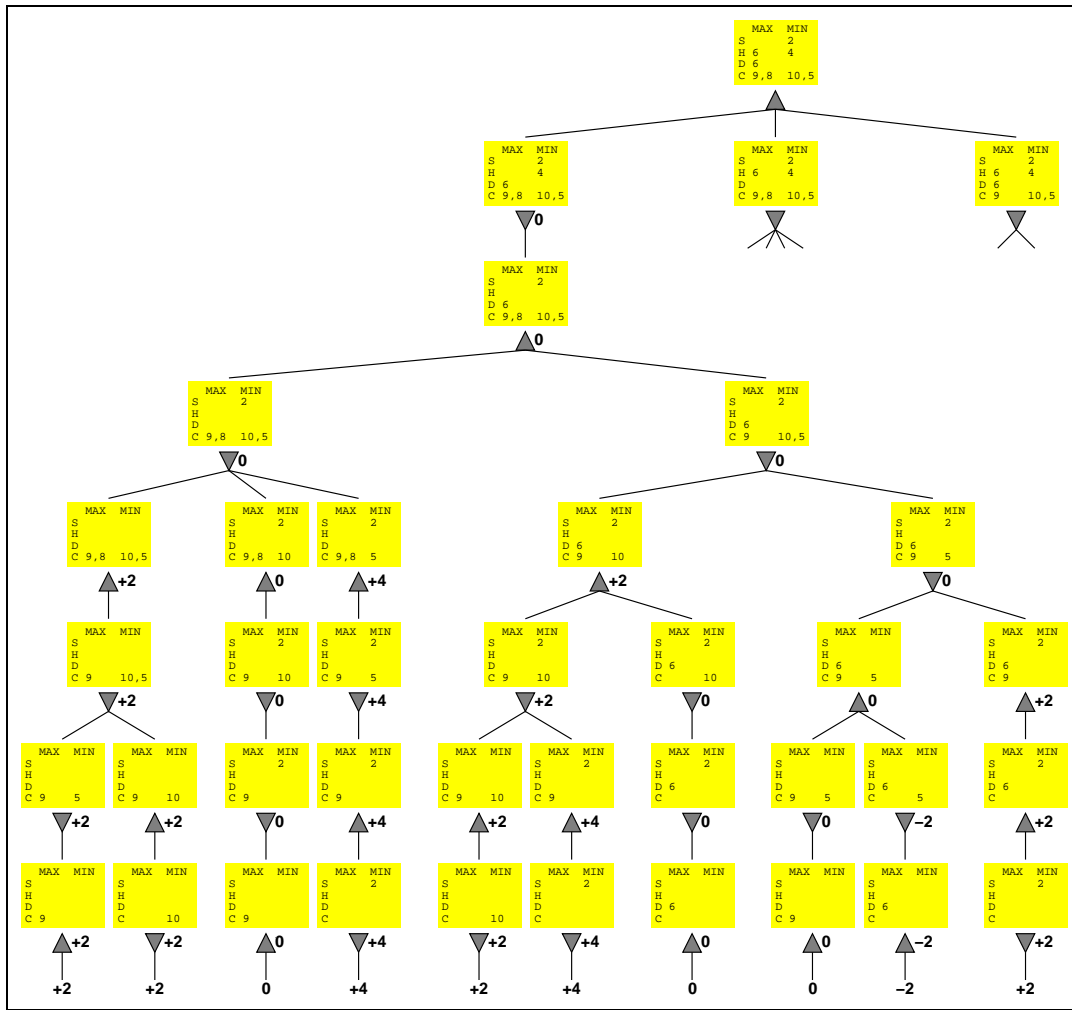 MAX MIN
S 2
H 6 4
D 6
C 9,8 10,5
MAX MIN
S 2
H 4
D 6
C 9,8 10,5
0
MAX MIN
S 2
H 6 4
D
C 9,8 10,5
MAX MIN
S 2
H 6 4
D 6
C 9 10,5
MAX MIN
S 2
H
D 6
C 9,8 10,5
0
MAX MIN
S 2
H
D
C 9,8 10,5
0
MAX MIN
S 2
H
D 6
C 9 10,5
0
MAX MIN
S
H
D
C 9,8 10,5
+2
MAX MIN
S 2
H
D
C 9,8 10
0
MAX MIN
S 2
H
D
C 9,8 5
+4
MAX MIN
S 2
H
D 6
C 9 10
+2
MAX MIN
S 2
H
D 6
C 9 5
0
MAX MIN
S
H
D
C 9 10,5
+2
MAX MIN
S 2
H
D
C 9 10
0
MAX MIN
S 2
H
D
C 9 5
+4
MAX MIN
S 2
H
D
C 9 10
+2
MAX MIN
S 2
H
D 6
C 10
0
MAX MIN
S
H
D 6
C 9 5
0
MAX MIN
S 2
H
D 6
C 9
+2
MAX MIN
S
H
D
C 9 5
+2
MAX MIN
S
H
D
C 9 10
+2
MAX MIN
S 2
H
D
C 9
0
MAX MIN
S 2
H
D
C 9
+4
MAX MIN
S
H
D
C 9 10
+2
MAX MIN
S 2
H
D
C 9
+4
MAX MIN
S 2
H
D 6
C
0
MAX MIN
S
H
D
C 9 5
0
MAX MIN
S
H
D 6
C 5
−2
MAX MIN
S 2
H
D 6
C
+2
MAX MIN
S
H
D
C 9
+2
MAX MIN
S
H
D
C 10
+2
MAX MIN
S
H
D
C 9
0
MAX MIN
S 2
H
D
C
+4
MAX MIN
S
H
D
C 10
+2
MAX MIN
S 2
H
D
C
+4
MAX MIN
S
H
D 6
C
0
MAX MIN
S
H
D
C 9
0
MAX MIN
S
H
D 6
C
−2
MAX MIN
S 2
H
D
C
+2
+2 +2 0 +4 +2 +4 0 0 −2 +2